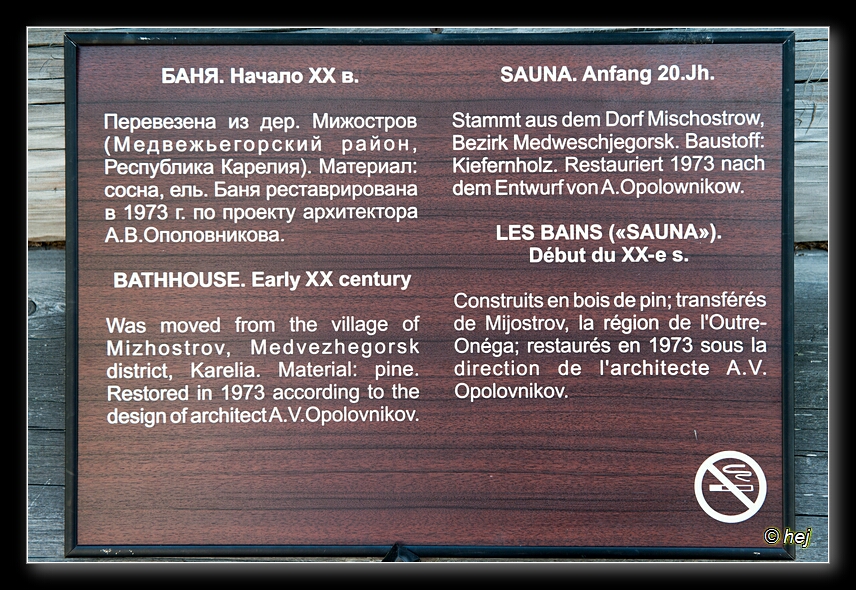 БАНЯ. Начало XX в.
Перевезена из дер. Мижостров
(Медвежьегорский район,
Республика Карелия). Материал:
сосна, ель. Баня реставрирована
в 1973 г. по проекту архитектора
А.В.Ополовникова.
BATHHOUSE. Early XX century
Was moved from the village of
Mizhostrov, Medvezhegorsk
district, Karelia. Material: pine.
Restored in 1973 according to the
design of architect A.V.Opolovnikov.
SAUNA. Anfang 20.Jh.
Stammt aus dem Dorf Mischostrow,
Bezirk Medweschjegorsk. Baustoff:
Kiefernholz. Restauriert 1973 nach
dem Entwurf von A.Opolownikow.
LES BAINS («SAUNA»).
Début du XX-e s.
Construits en bois de pin; transférés
de Mijostrov, la région de l'Outre-
Onéga; restaurés en 1973 sous la
direction de l'architecte A.V.
Opolovnikov.
© hej